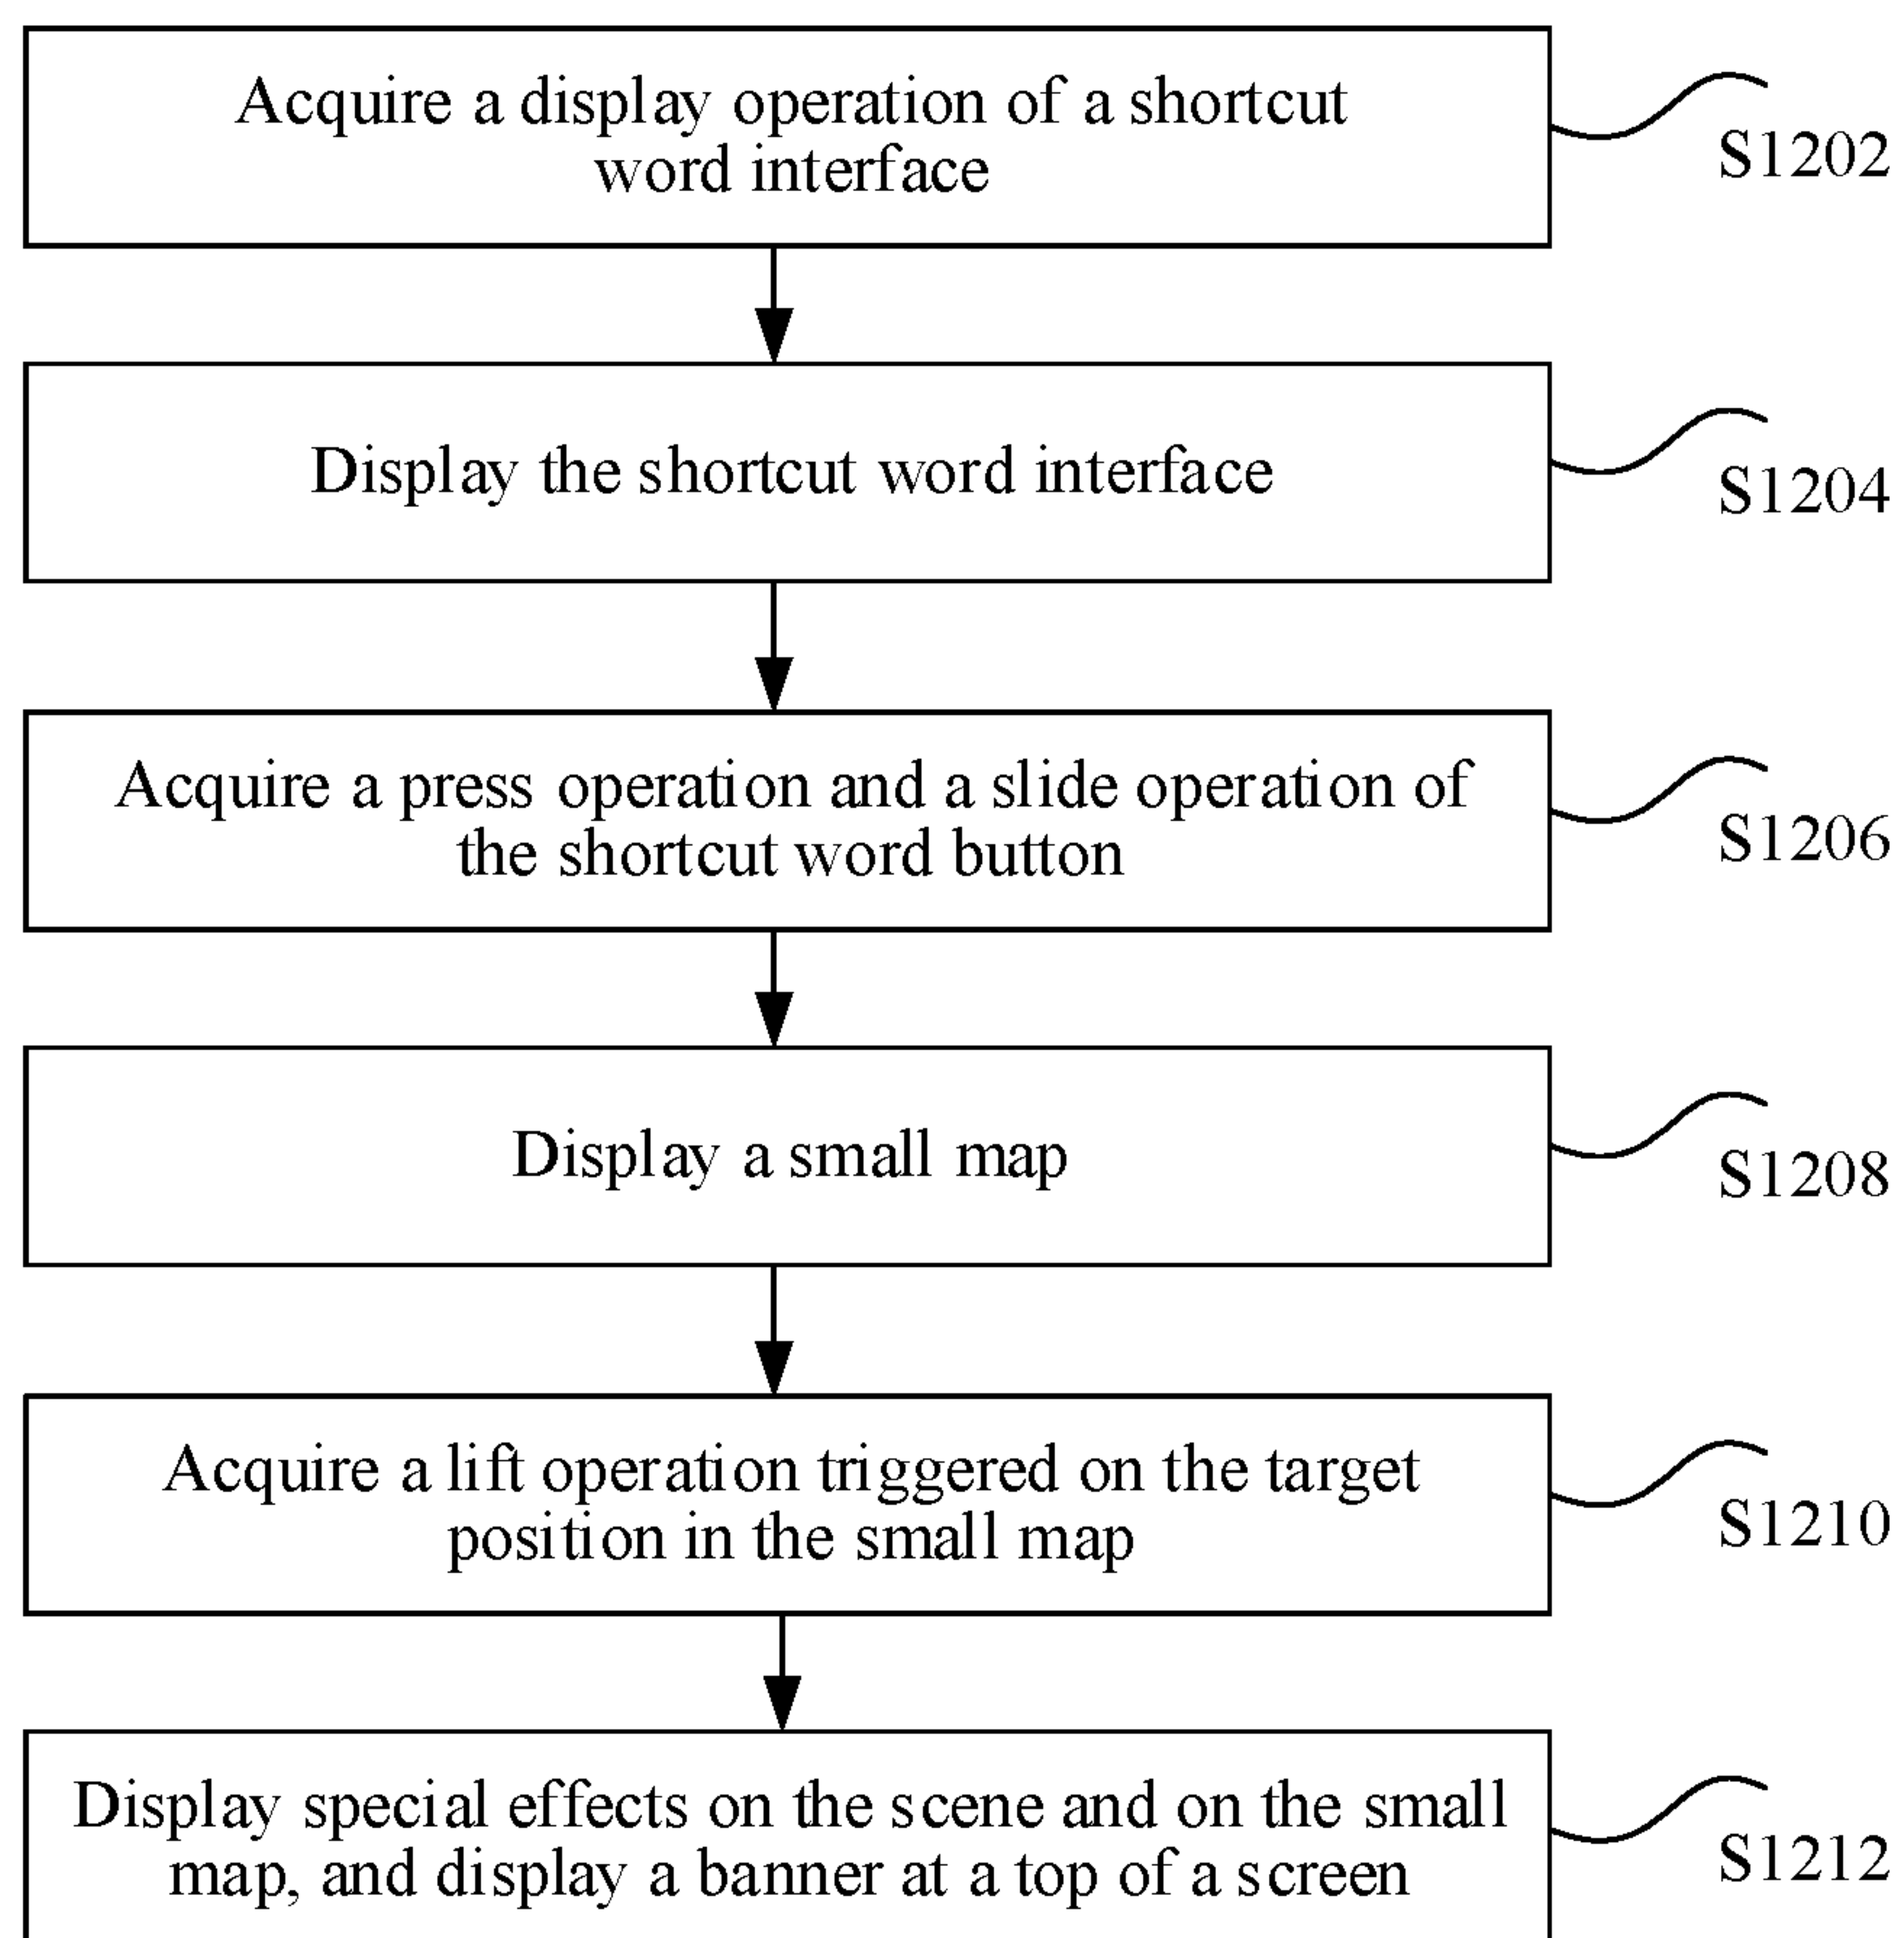 Acquire a display operation of a shortcut
word interface
S1202
Display the shortcut word interface
S1204
Acquire a press operation and a slide operation of
the shortcut word button
S1206
Display a small map
S1208
Acquire a lift operation triggered on the target
position in the small map
S1210
Display special effects on the scene and on the small
map, and display a banner at a top of a screen
S1212